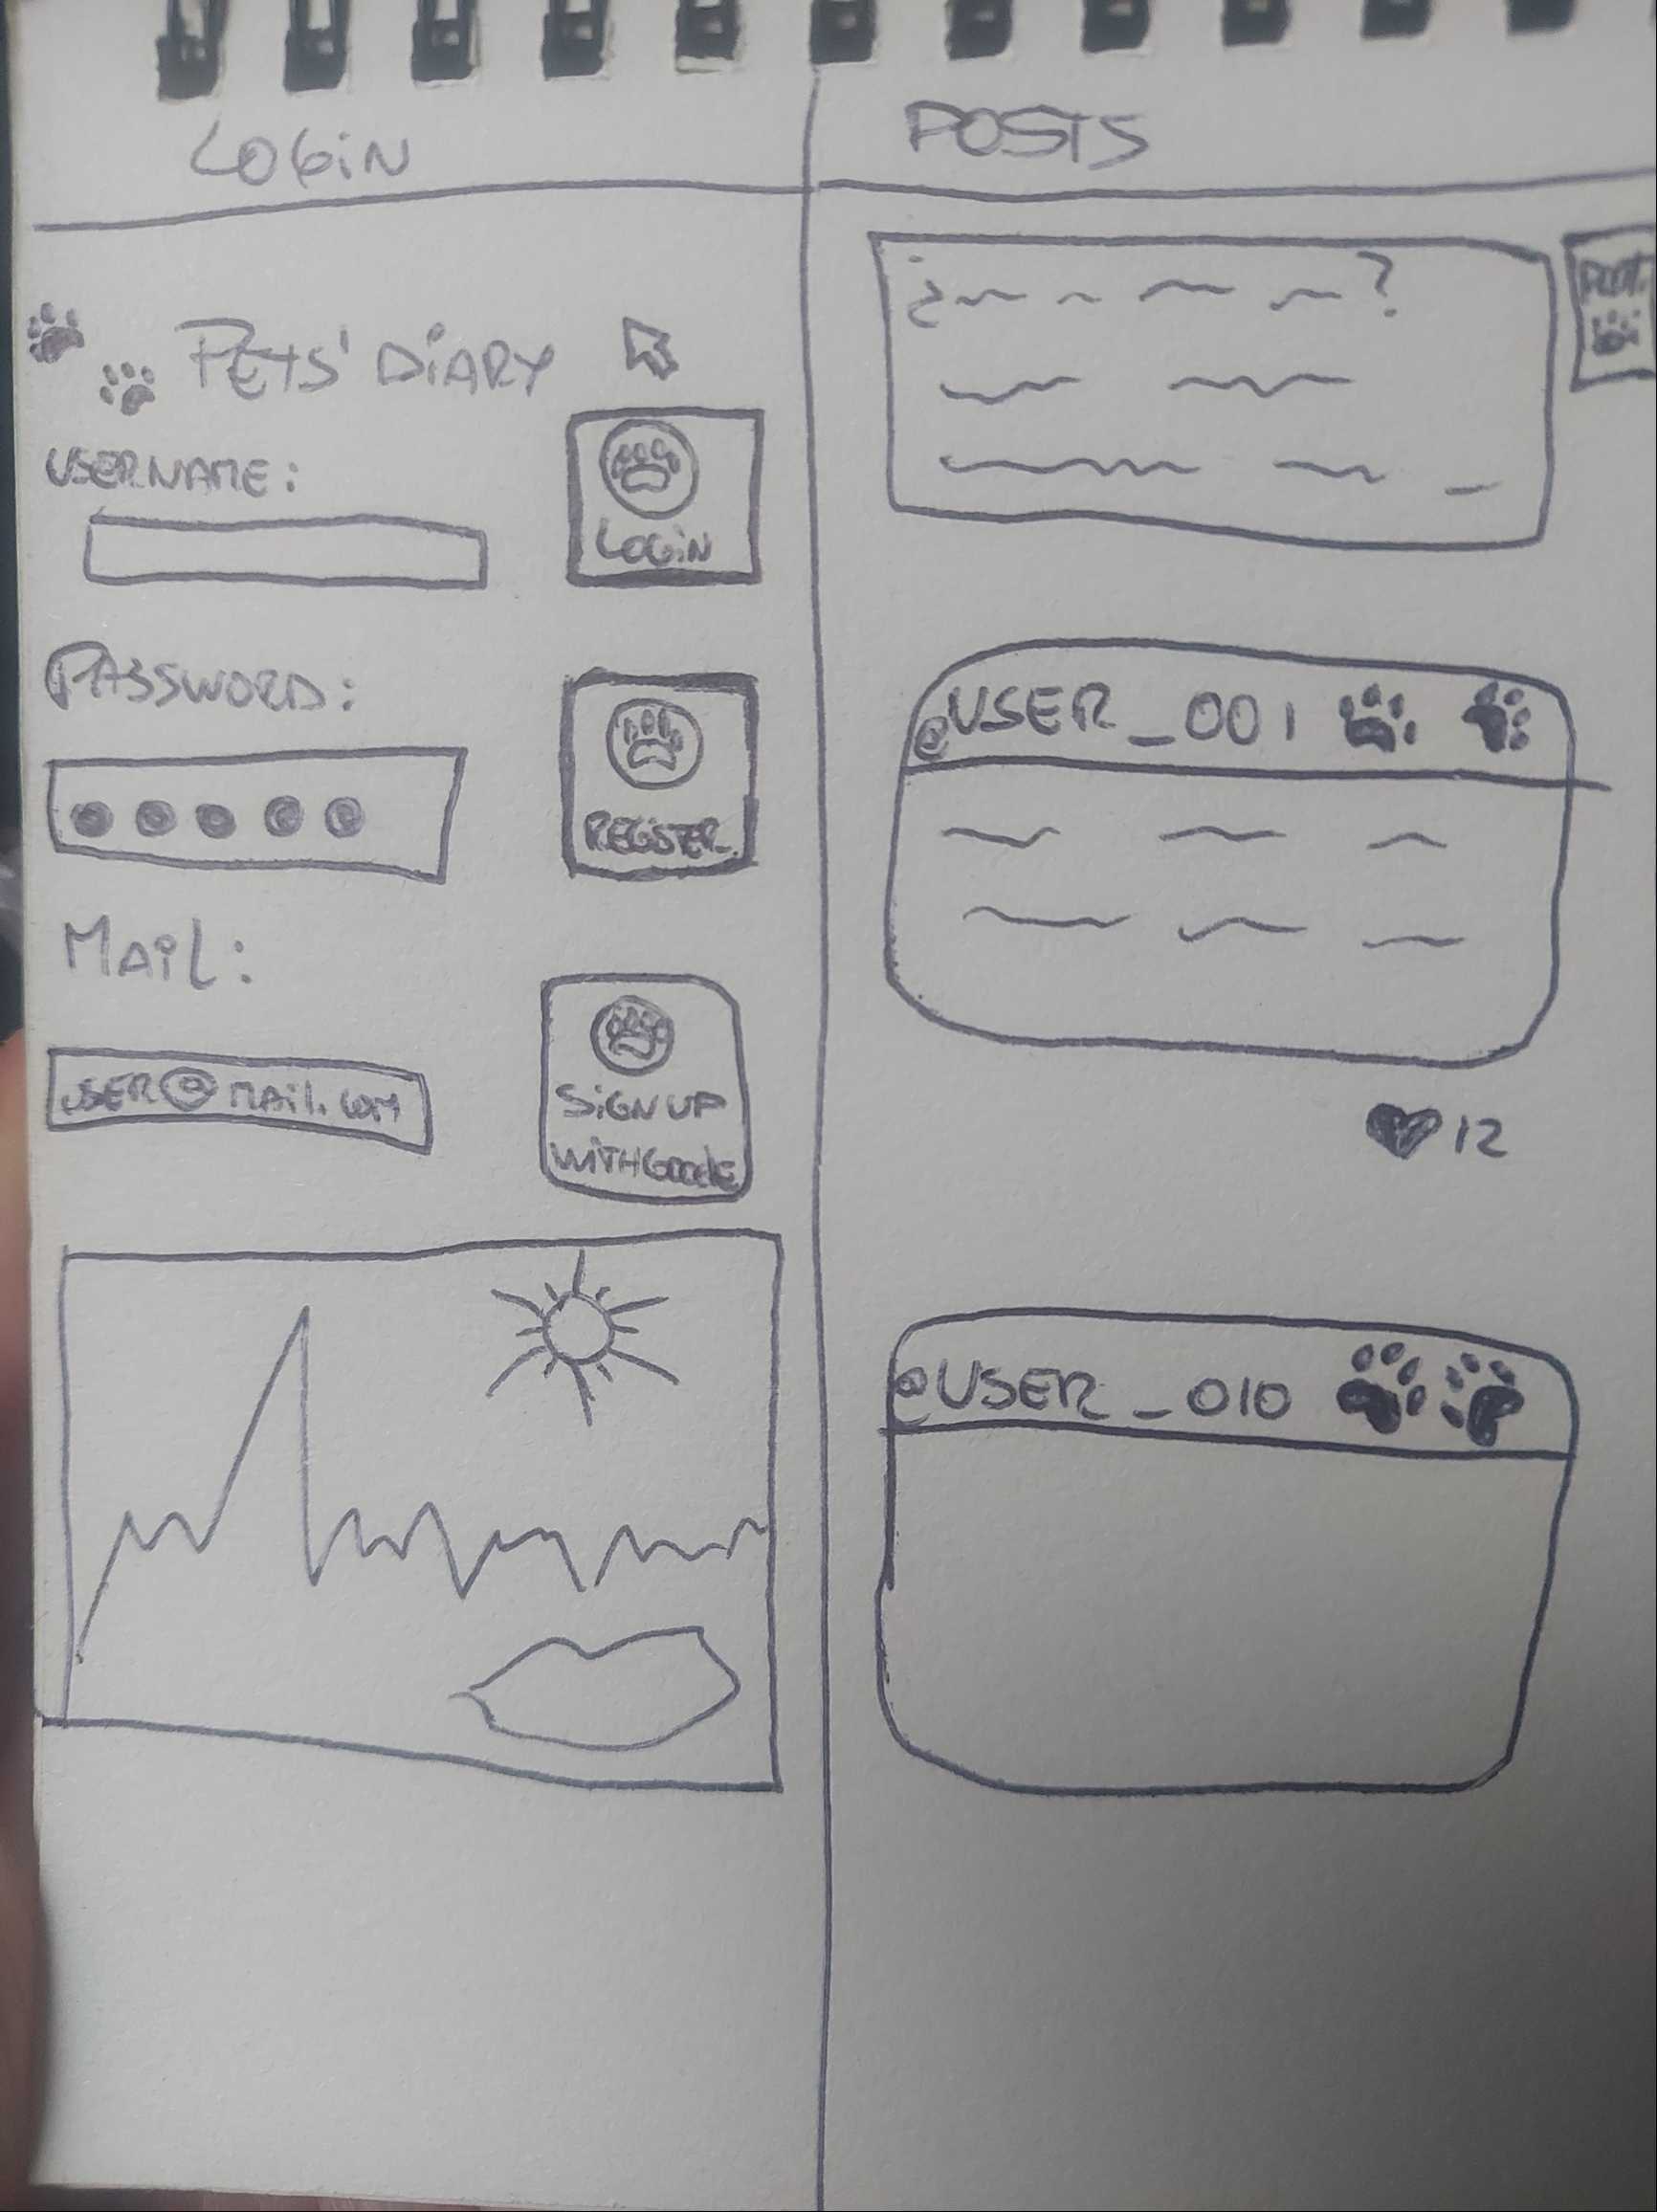 LOGIN
PETS' DIARY
USERNAME:
LOGIN
PASSWORD:
REGISTER
MAIL:
USER@MAIL.COM
SIGN UP
WITH GOOGLE
POSTS
¿ ?
POST
@USER_001
12
@USER_010